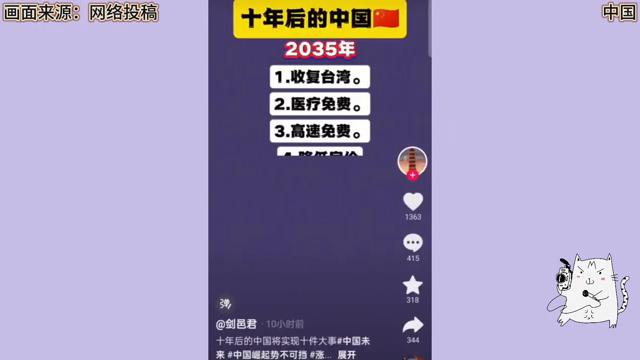 画面来源：网络投稿
中国
十年后的中国🇨🇳
2035年
1.收复台湾。
2.医疗免费。
3.高速免费。
1363
415
318
344
@剑邑君 · 10小时前
十年后的中国将实现十件大事#中国未
来 #中国崛起势不可挡 #涨... 展开